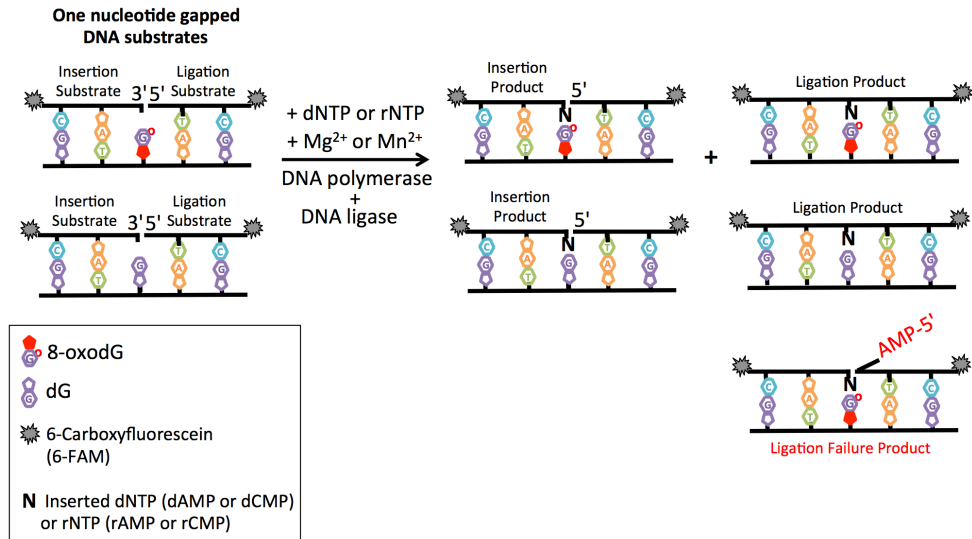 One nucleotide gapped
DNA substrates
Insertion
Substrate
3' 5'
Ligation
Substrate
C
G
A
T
G
o
T
A
C
G
Insertion
Substrate
3' 5'
Ligation
Substrate
C
G
A
T
G
T
A
C
G
+ dNTP or rNTP
+ Mg²⁺ or Mn²⁺
DNA polymerase
+
DNA ligase
Insertion
Product
5'
N
C
G
A
T
G
o
T
A
C
G
Insertion
Product
5'
N
C
G
A
T
G
T
A
C
G
+
Ligation Product
N
C
G
A
T
G
o
T
A
C
G
Ligation Product
N
C
G
A
T
G
T
A
C
G
AMP-5'
N
C
G
A
T
G
o
T
A
C
G
Ligation Failure Product
G
o
8-oxodG
G
dG
6-Carboxyfluorescein
(6-FAM)
N Inserted dNTP (dAMP or dCMP)
or rNTP (rAMP or rCMP)